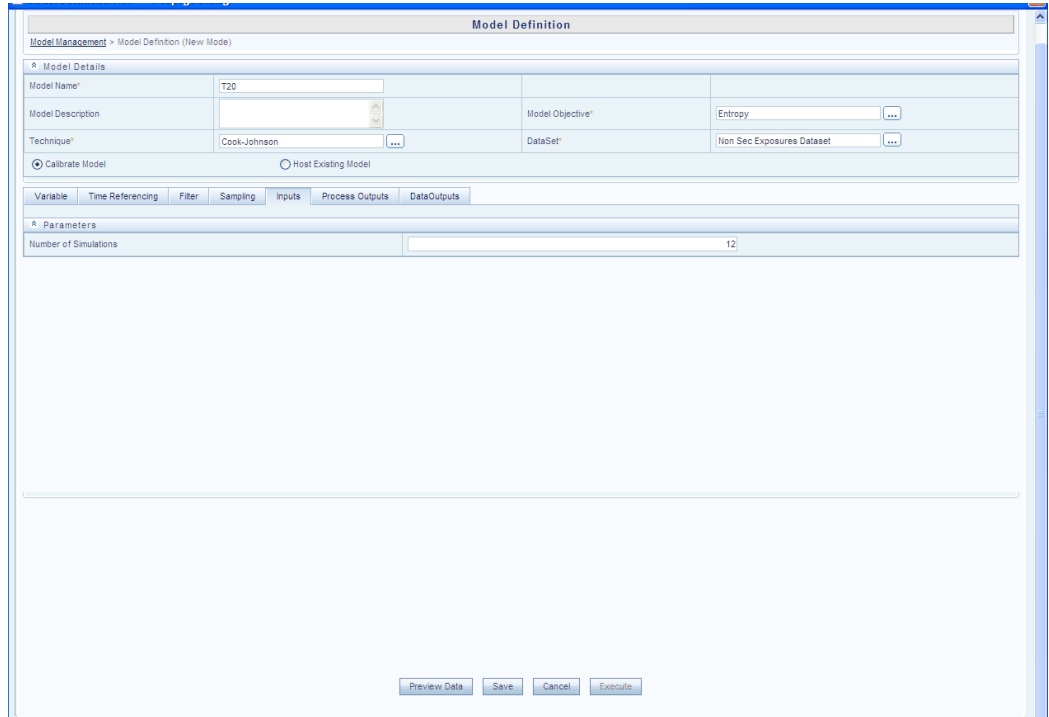 Model Definition
Model Management > Model Definition (New Mode)
Model Details
Model Name* T20
Model Description Model Objective* Entropy ...
Technique* Cook-Johnson ... DataSet* Non Sec Exposures Dataset ...
Calibrate Model Host Existing Model
Variable Time Referencing Filter Sampling Inputs Process Outputs DataOutputs
Parameters
Number of Simulations 12
Preview Data Save Cancel Execute